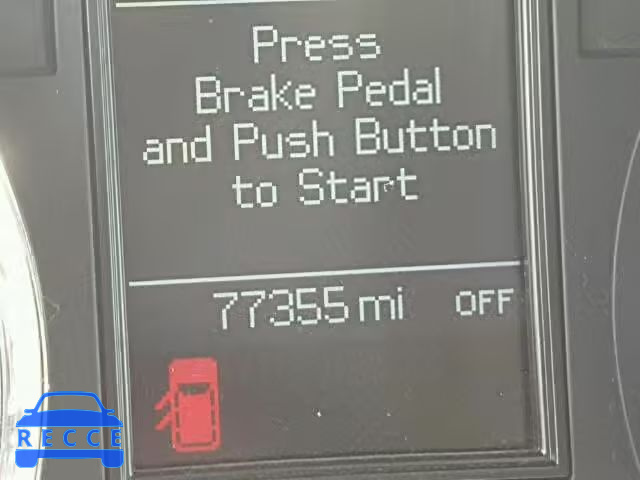 Press
Brake Pedal
and Push Button
to Start
77355 mi OFF
RECCE